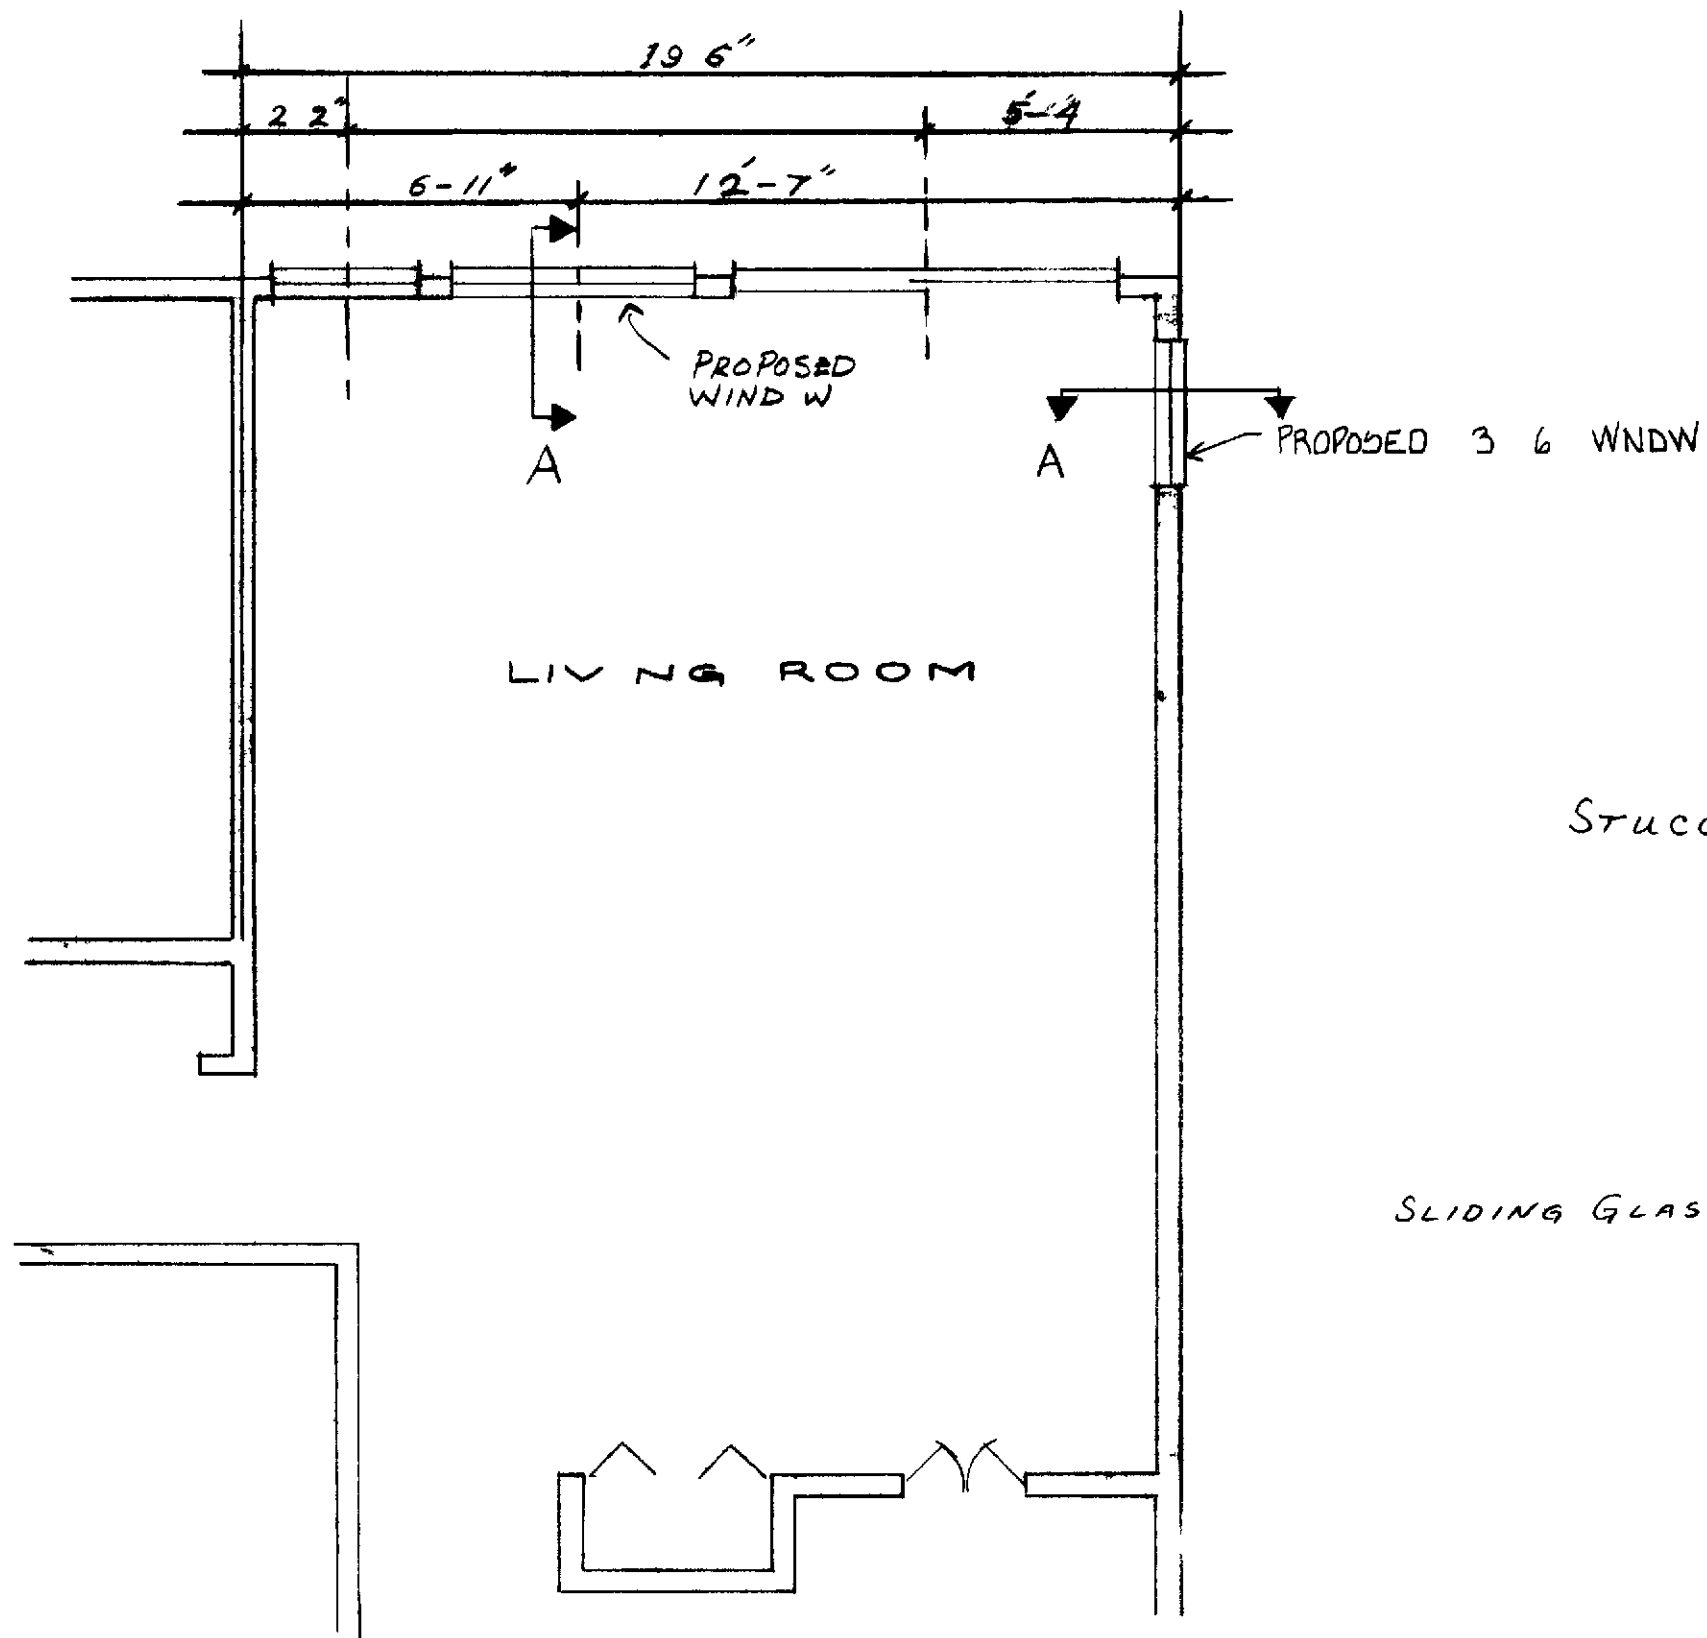 19 6"
2 2"
5'-4"
6-11"
12'-7"
PROPOSED
WIND W
A
A
PROPOSED 3 6 WNDW
LIV NG ROOM
STUCC
SLIDING GLAS